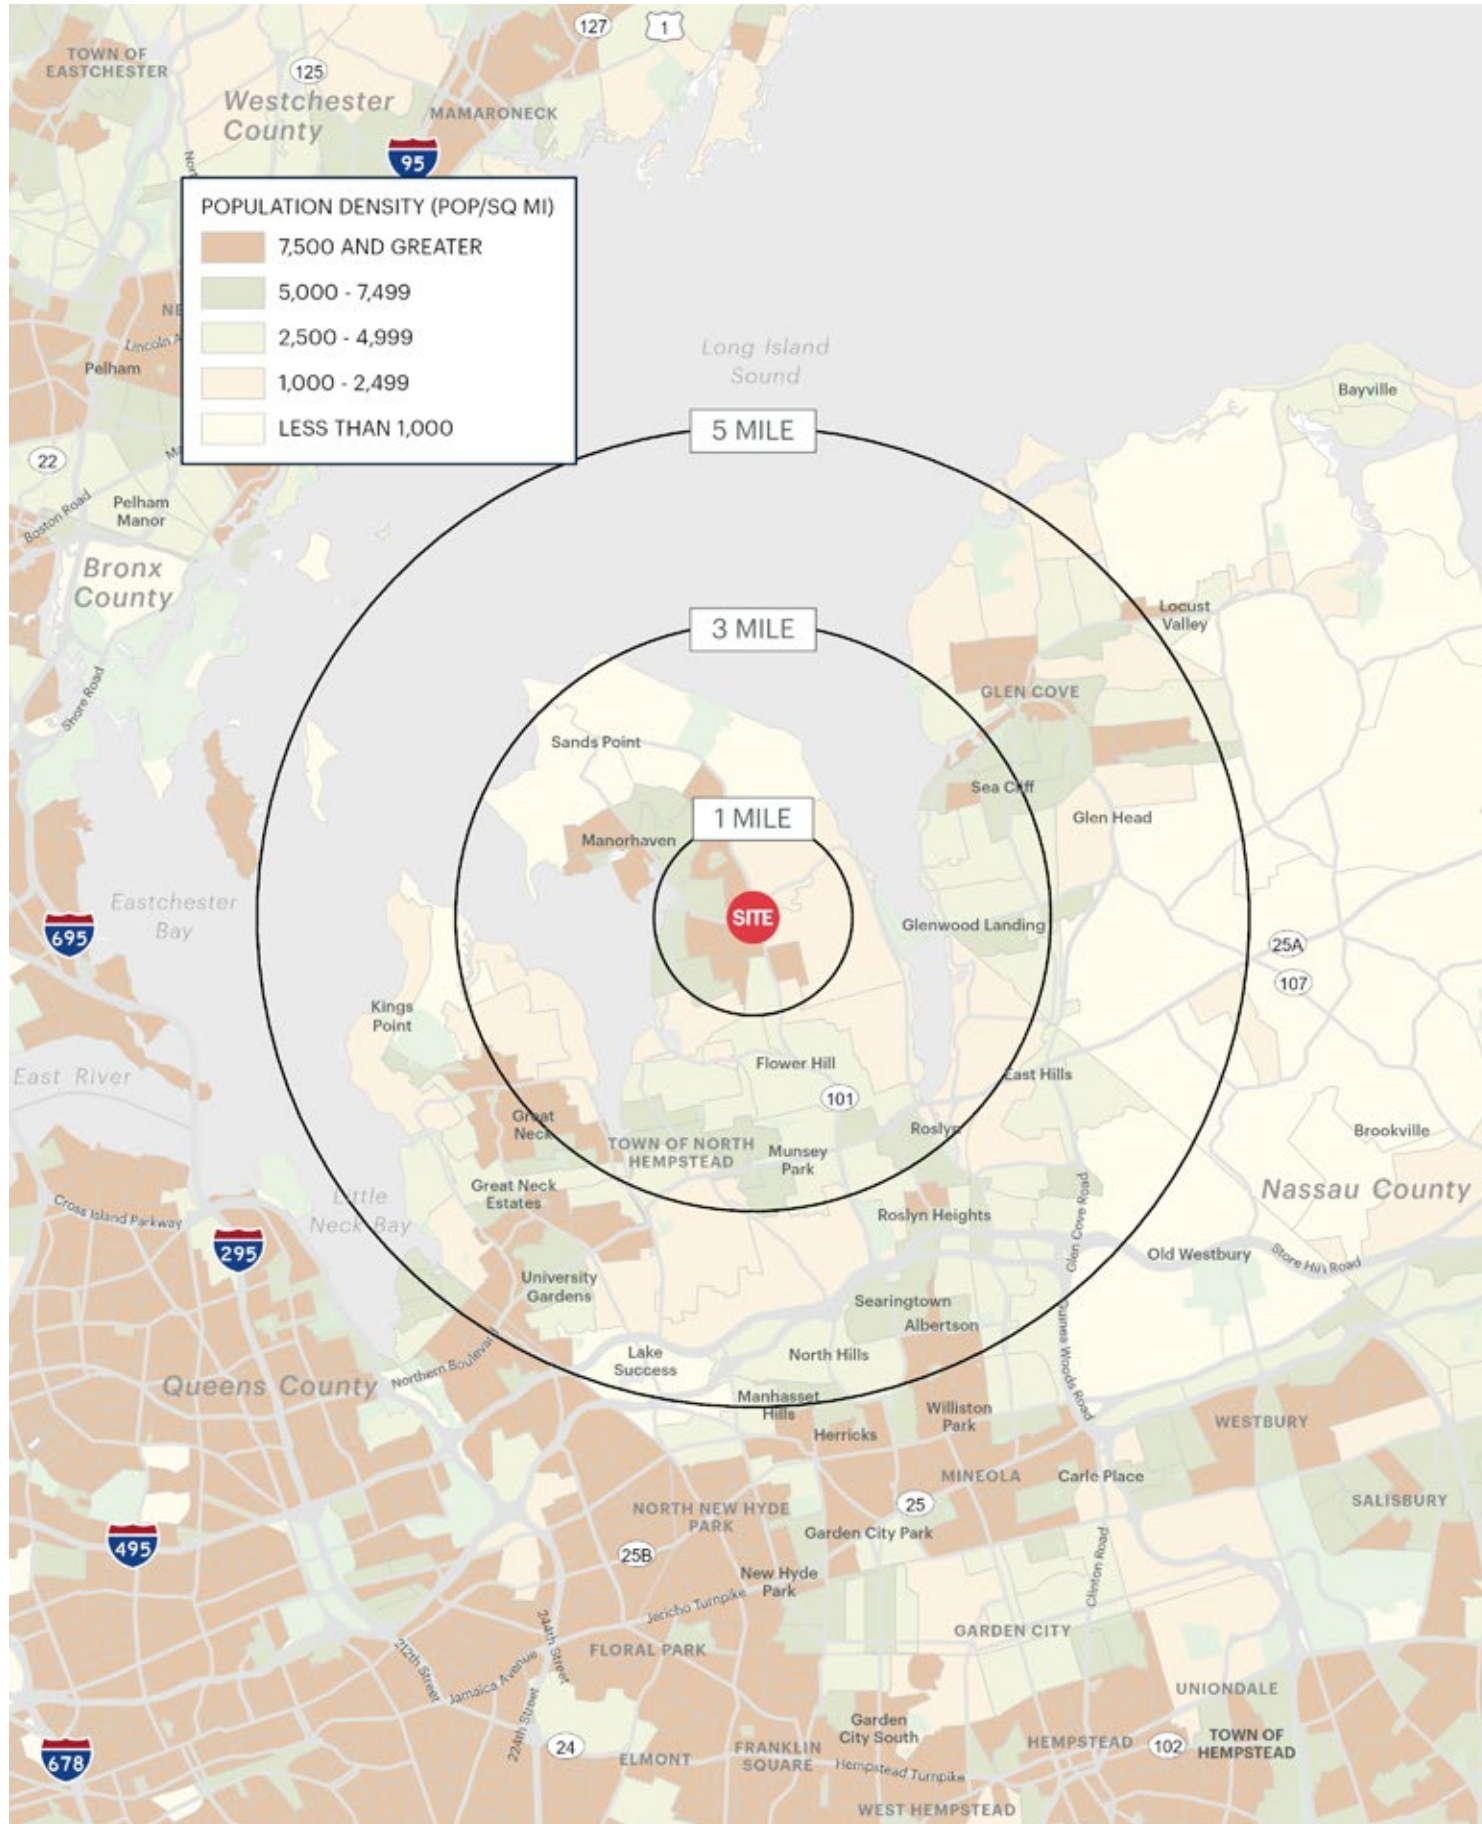 127
1
TOWN OF
EASTCHESTER
125
Westchester
County
MAMARONECK
95
POPULATION DENSITY (POP/SQ MI)
7,500 AND GREATER
5,000 - 7,499
2,500 - 4,999
1,000 - 2,499
LESS THAN 1,000
Pelham
Long Island
Sound
Bayville
5 MILE
22
Boston Road
Pelham
Manor
Bronx
County
Locust
Valley
3 MILE
Shore Road
GLEN COVE
Sands Point
Sea Cliff
1 MILE
Glen Head
Manorhaven
Eastchester
Bay
695
SITE
Glenwood Landing
25A
107
Kings
Point
East River
Flower Hill
East Hills
101
Great
Neck
Roslyn
Brookville
TOWN OF NORTH
HEMPSTEAD
Munsey
Park
Nassau County
Cross Island Parkway
Little
Neck Bay
Great Neck
Estates
Roslyn Heights
Glen Cove Road
295
Old Westbury
Store Hill Road
University
Gardens
Searingtown
Albertson
Guinea Woods Road
Northern Boulevard
Lake
Success
North Hills
Queens County
Manhasset
Hills
Williston
Park
WESTBURY
Herricks
MINEOLA
Carle Place
SALISBURY
NORTH NEW HYDE
PARK
25
Garden City Park
495
25B
New Hyde
Park
Clinton Road
Jericho Turnpike
GARDEN CITY
FLORAL PARK
212th Street
Jamaica Avenue
244th Street
224th Street
UNIONDALE
Garden
City South
HEMPSTEAD
102
TOWN OF
HEMPSTEAD
678
24
ELMONT
FRANKLIN
SQUARE
Hempstead Turnpike
WEST HEMPSTEAD